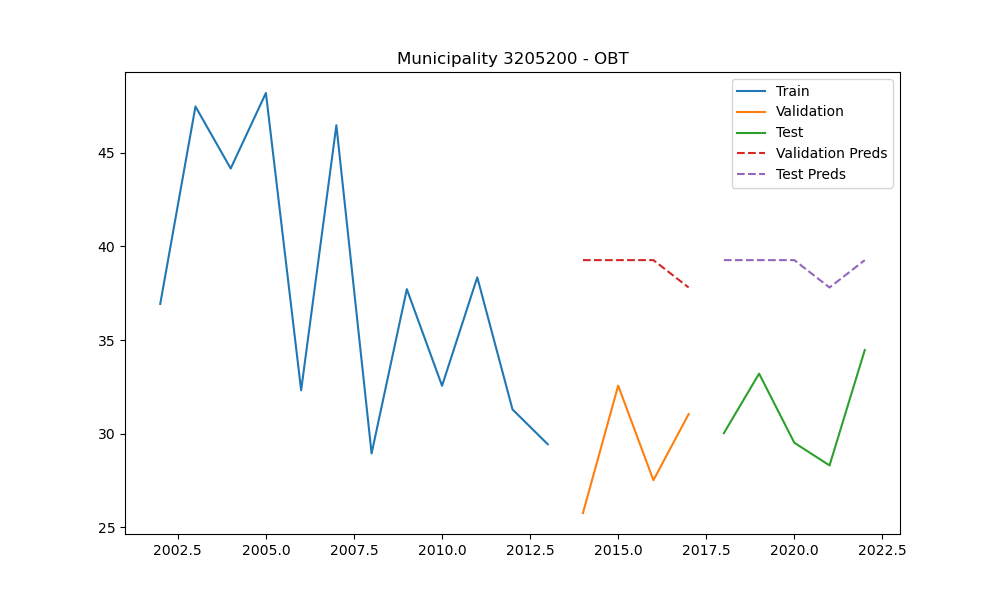 Municipality 3205200 - OBT
Train
Validation
Test
Validation Preds
Test Preds
45
40
35
30
25
2002.5 2005.0 2007.5 2010.0 2012.5 2015.0 2017.5 2020.0 2022.5